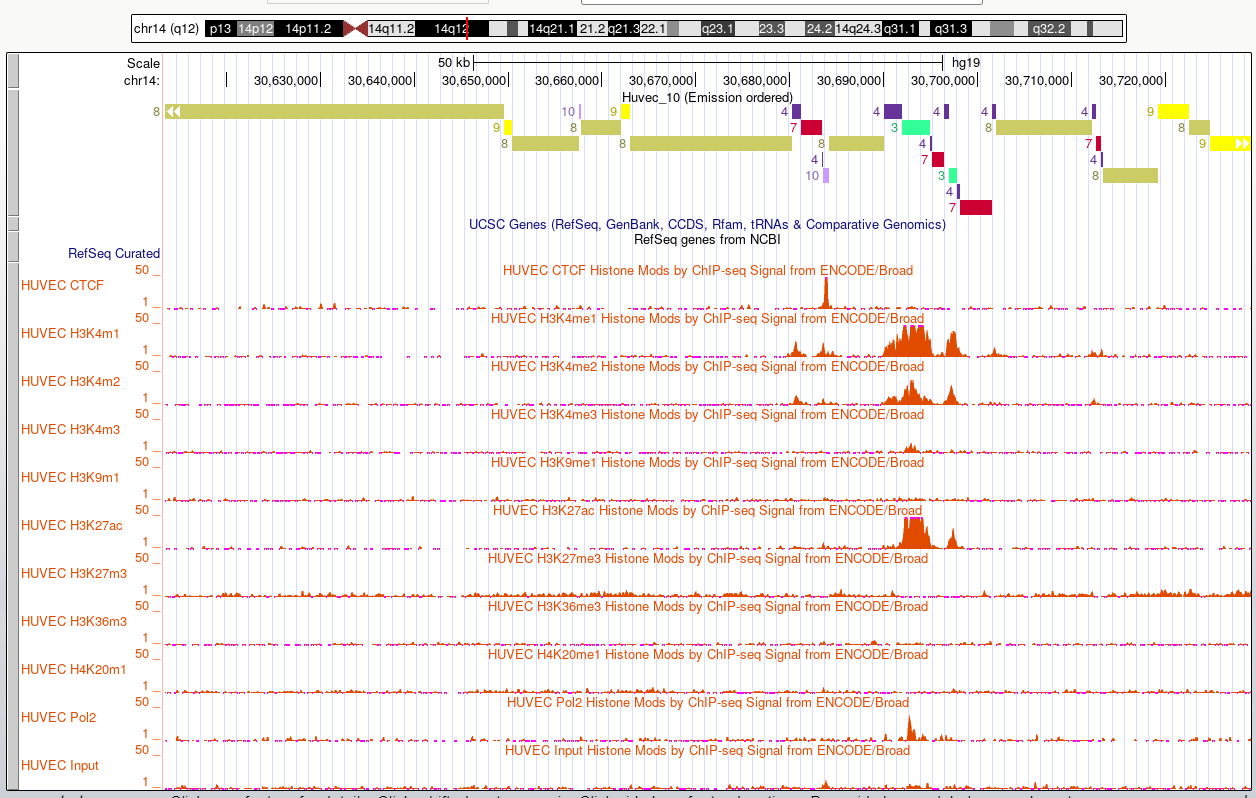 chr14 (q12) p13 14p12 14p11.2 14q11.2 14q12 14q21.1 21.2 q21.3 22.1 q23.1 23.3 24.2 14q24.3 q31.1 q31.3 q32.2
Scale 50 kb hg19
chr14: 30,630,000 30,640,000 30,650,000 30,660,000 30,670,000 30,680,000 30,690,000 30,700,000 30,710,000 30,720,000
Huvec_10 (Emission ordered)
8 10 9 4 4 4 4 4 9
9 8 7 3 8 8
8 8 8 4 7 9
4 7 4
10 3 8
4
7
UCSC Genes (RefSeq, GenBank, CCDS, Rfam, tRNAs & Comparative Genomics)
RefSeq genes from NCBI
RefSeq Curated
50
HUVEC CTCF Histone Mods by ChIP-seq Signal from ENCODE/Broad
HUVEC CTCF
1
50
HUVEC H3K4me1 Histone Mods by ChIP-seq Signal from ENCODE/Broad
HUVEC H3K4m1
1
50
HUVEC H3K4me2 Histone Mods by ChIP-seq Signal from ENCODE/Broad
HUVEC H3K4m2
1
50
HUVEC H3K4me3 Histone Mods by ChIP-seq Signal from ENCODE/Broad
HUVEC H3K4m3
1
50
HUVEC H3K9me1 Histone Mods by ChIP-seq Signal from ENCODE/Broad
HUVEC H3K9m1
1
50
HUVEC H3K27ac Histone Mods by ChIP-seq Signal from ENCODE/Broad
HUVEC H3K27ac
1
50
HUVEC H3K27me3 Histone Mods by ChIP-seq Signal from ENCODE/Broad
HUVEC H3K27m3
1
50
HUVEC H3K36me3 Histone Mods by ChIP-seq Signal from ENCODE/Broad
HUVEC H3K36m3
1
50
HUVEC H4K20me1 Histone Mods by ChIP-seq Signal from ENCODE/Broad
HUVEC H4K20m1
1
50
HUVEC Pol2 Histone Mods by ChIP-seq Signal from ENCODE/Broad
HUVEC Pol2
1
50
HUVEC Input Histone Mods by ChIP-seq Signal from ENCODE/Broad
HUVEC Input
1